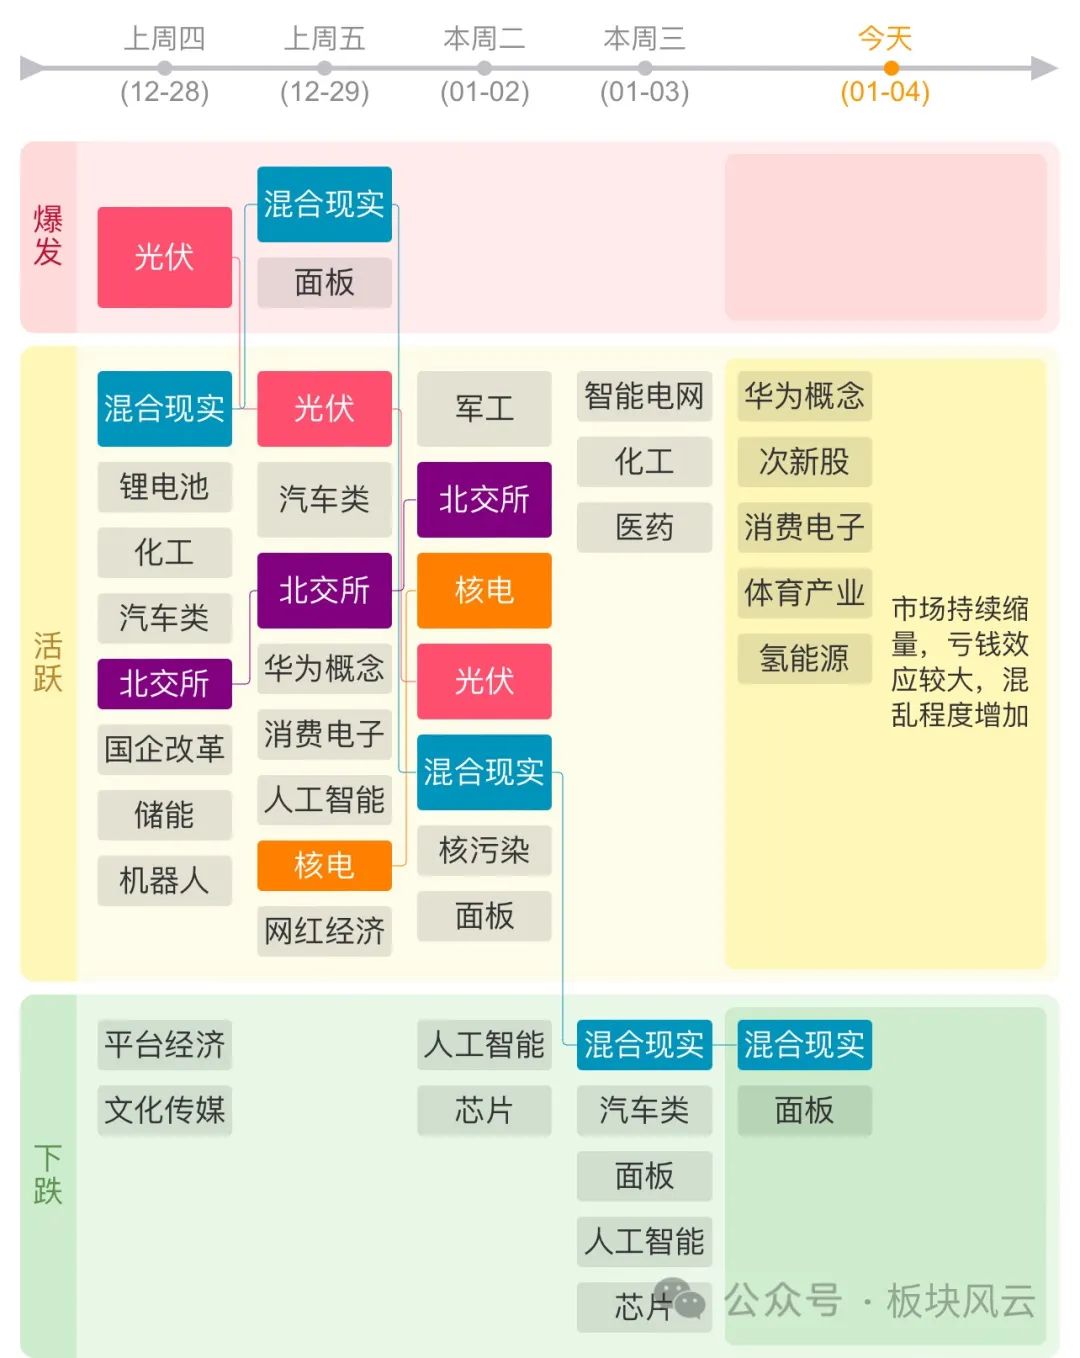 上周四
上周五
本周二
本周三
今天
(12-28)
(12-29)
(01-02)
(01-03)
(01-04)
爆
发
光伏
混合现实
面板
活
跃
混合现实
锂电池
化工
汽车类
北交所
国企改革
储能
机器人
光伏
汽车类
北交所
华为概念
消费电子
人工智能
核电
网红经济
军工
北交所
核电
光伏
混合现实
核污染
面板
智能电网
化工
医药
华为概念
次新股
消费电子
体育产业
氢能源
市场持续缩
量，亏钱效
应较大，混
乱程度增加
下
跌
平台经济
文化传媒
人工智能
芯片
混合现实
汽车类
面板
人工智能
芯片
混合现实
面板
公众号 · 板块风云